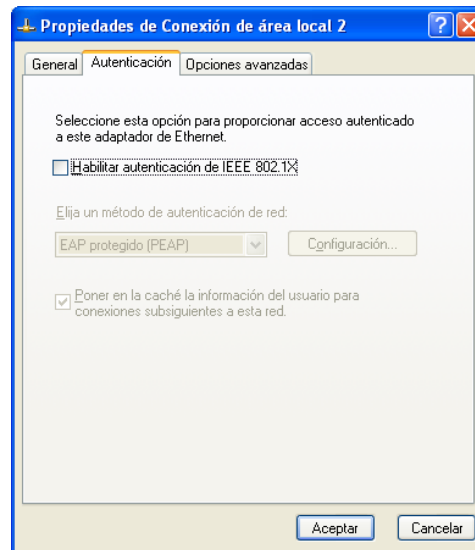 Propiedades de Conexión de área local 2
General Autenticación Opciones avanzadas
Seleccione esta opción para proporcionar acceso autenticado
a este adaptador de Ethernet.
Habilitar autenticación de IEEE 802.1X
Elija un método de autenticación de red:
EAP protegido (PEAP) Configuración...
Poner en la caché la información del usuario para
conexiones subsiguientes a esta red.
Aceptar Cancelar